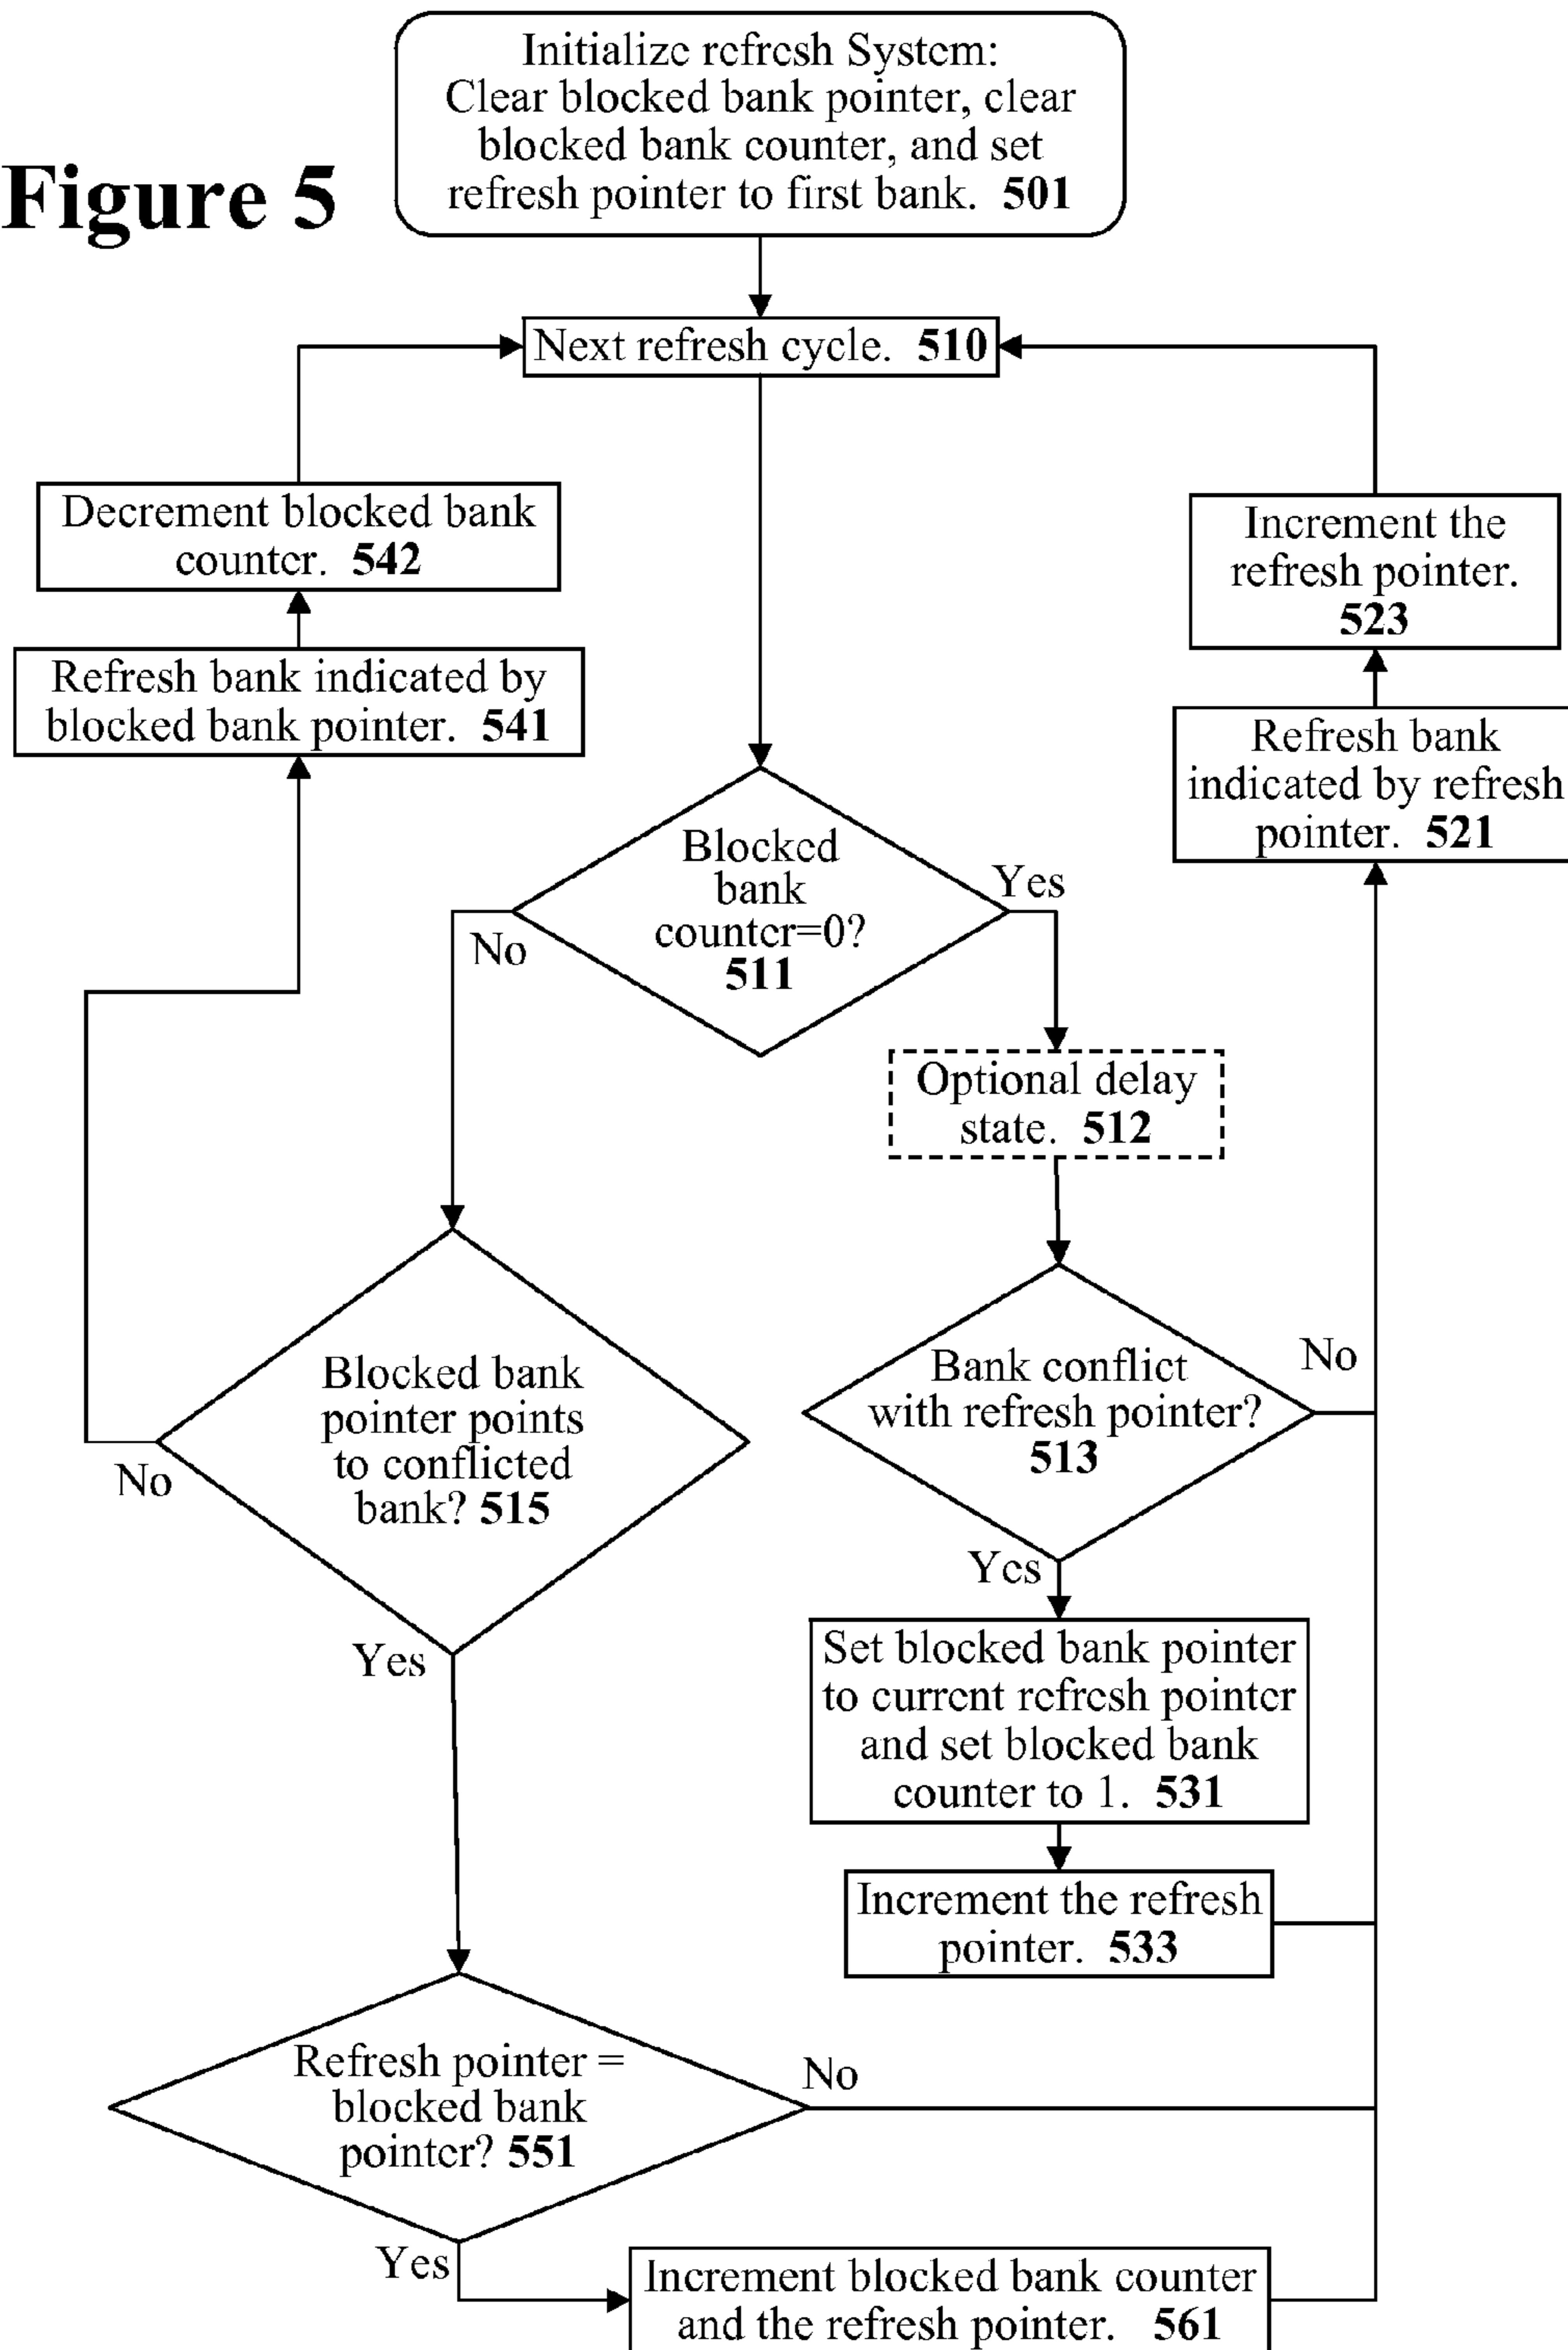 Figure 5
Initialize refresh System:
Clear blocked bank pointer, clear
blocked bank counter, and set
refresh pointer to first bank. 501
Next refresh cycle. 510
Decrement blocked bank
counter. 542
Increment the
refresh pointer.
523
Refresh bank indicated by
blocked bank pointer. 541
Refresh bank
indicated by refresh
pointer. 521
Blocked
bank
counter=0?
511
Yes
No
Optional delay
state. 512
Blocked bank
pointer points
to conflicted
bank? 515
No
Yes
Bank conflict
with refresh pointer?
513
No
Yes
Set blocked bank pointer
to current refresh pointer
and set blocked bank
counter to 1. 531
Increment the refresh
pointer. 533
Refresh pointer =
blocked bank
pointer? 551
No
Yes
Increment blocked bank counter
and the refresh pointer. 561